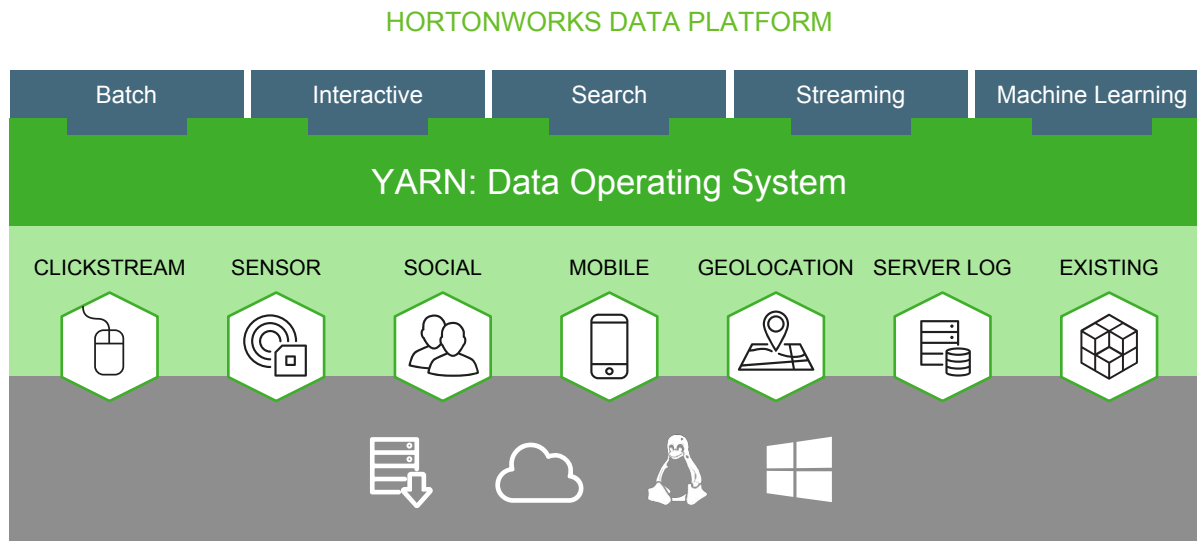 HORTONWORKS DATA PLATFORM
Batch Interactive Search Streaming Machine Learning
YARN: Data Operating System
CLICKSTREAM SENSOR SOCIAL MOBILE GEOLOCATION SERVER LOG EXISTING